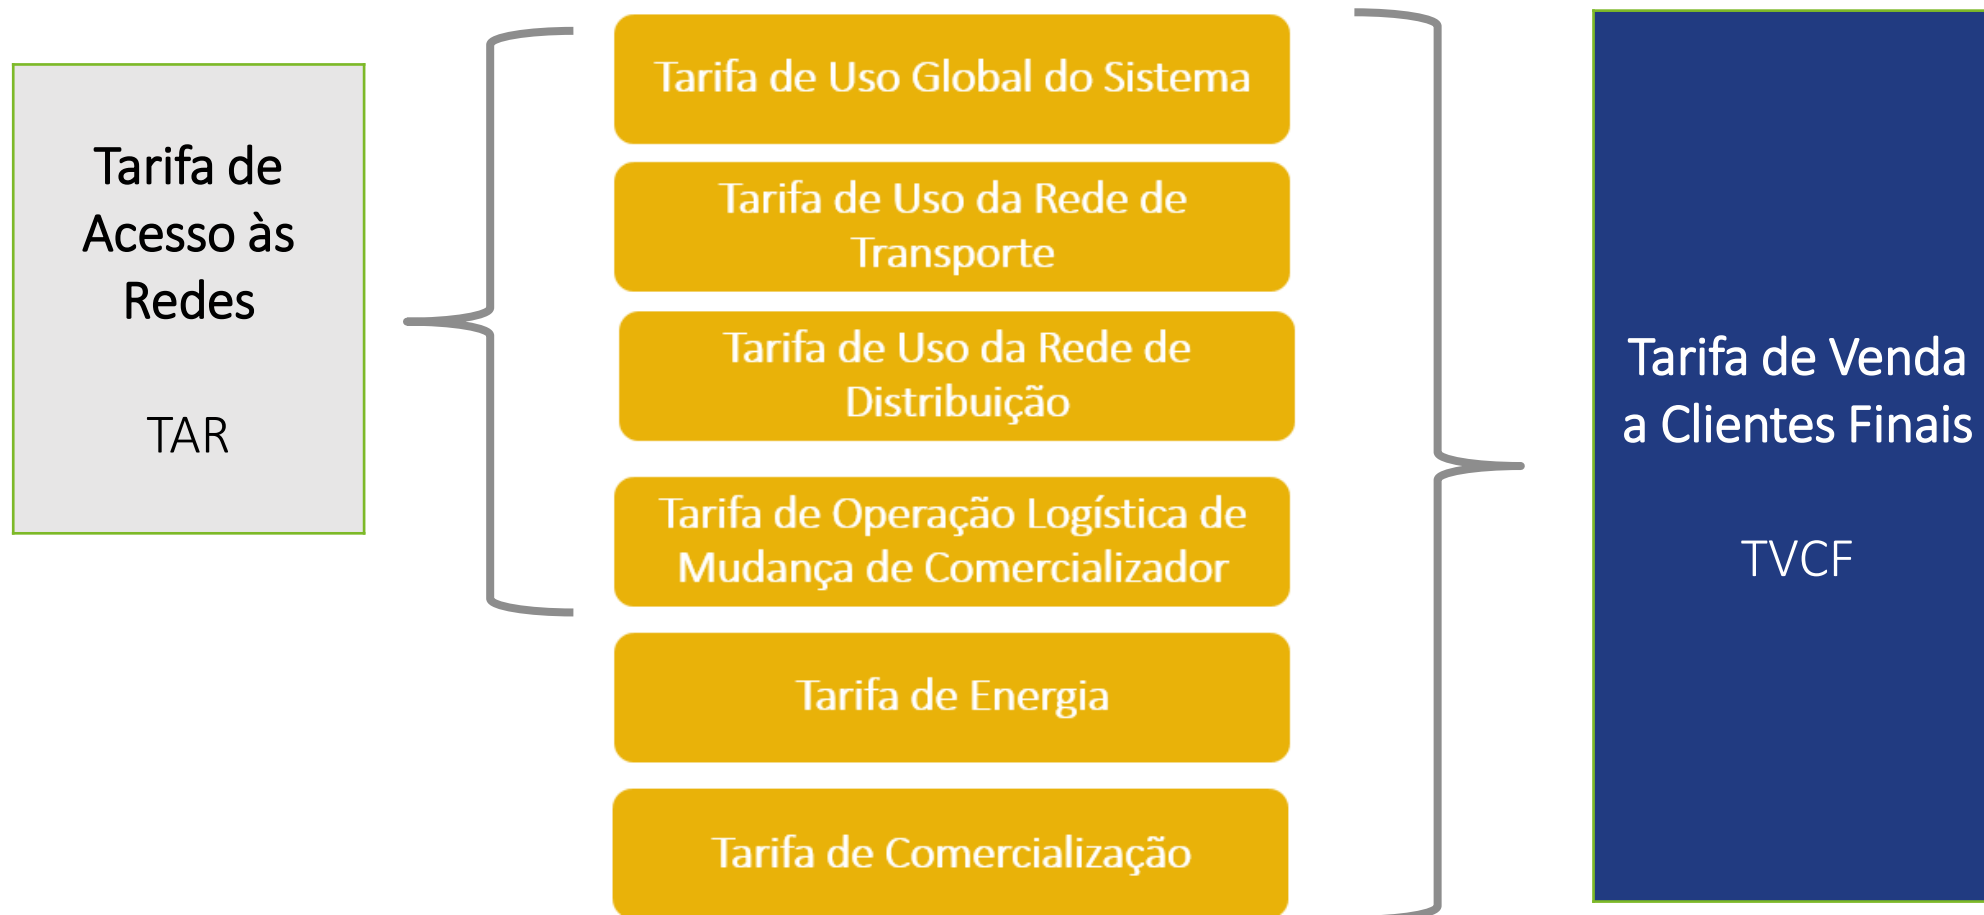 Tarifa de
Acesso às
Redes
TAR
Tarifa de Uso Global do Sistema
Tarifa de Uso da Rede de
Transporte
Tarifa de Uso da Rede de
Distribuição
Tarifa de Operação Logística de
Mudança de Comercializador
Tarifa de Energia
Tarifa de Comercialização
Tarifa de Venda
a Clientes Finais
TVCF